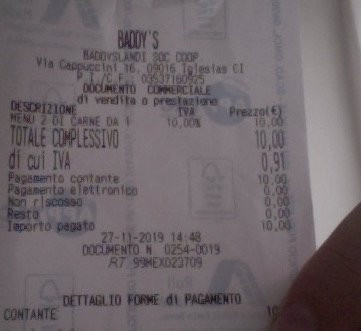 BADDY'S
BADDYSLANDI SOC COOP
Via Cappuccini 16, 09016 Iglesias CI
P.I/C.F. 03537160925
DOCUMENTO COMMERCIALE
di vendita o prestazione
DESCRIZIONE IVA Prezzo(€)
MENU 2 DI CARNE DA 1 10,00% 10,00
TOTALE COMPLESSIVO 10,00
di cui IVA 0,91
Pagamento contante 10,00
Pagamento elettronico 0,00
Non riscosso 0,00
Resto 0,00
Importo pagato 10,00
27-11-2019 14:48
DOCUMENTO N. 0254-0019
RT 99MEX023709
DETTAGLIO FORME di PAGAMENTO
CONTANTE